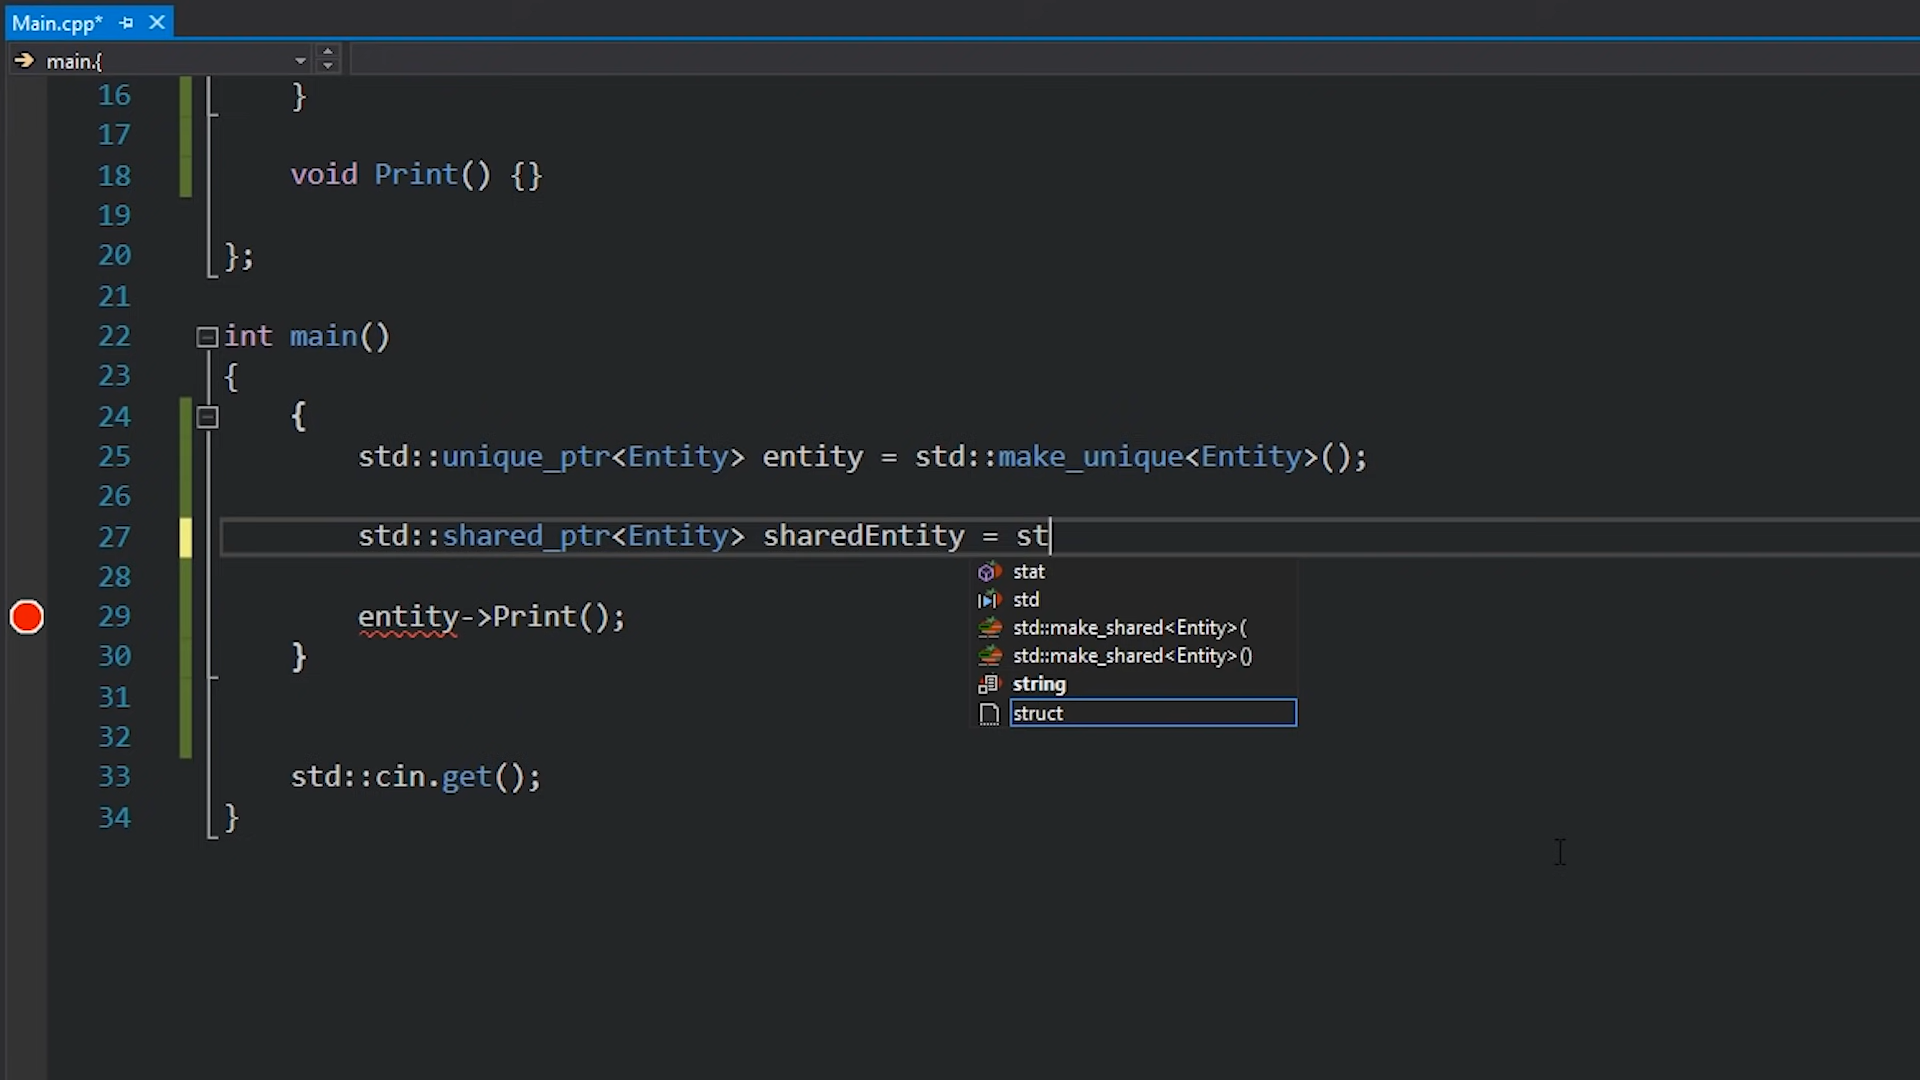 Main.cpp*
main.{
16 }
17
18 void Print() {}
19
20 };
21
22 int main()
23 {
24 {
25 std::unique_ptr<Entity> entity = std::make_unique<Entity>();
26
27 std::shared_ptr<Entity> sharedEntity = st
stat
28
std
29 entity->Print();
std::make_shared<Entity>(
30 }
std::make_shared<Entity>()
31
string
struct
32
33 std::cin.get();
34 }